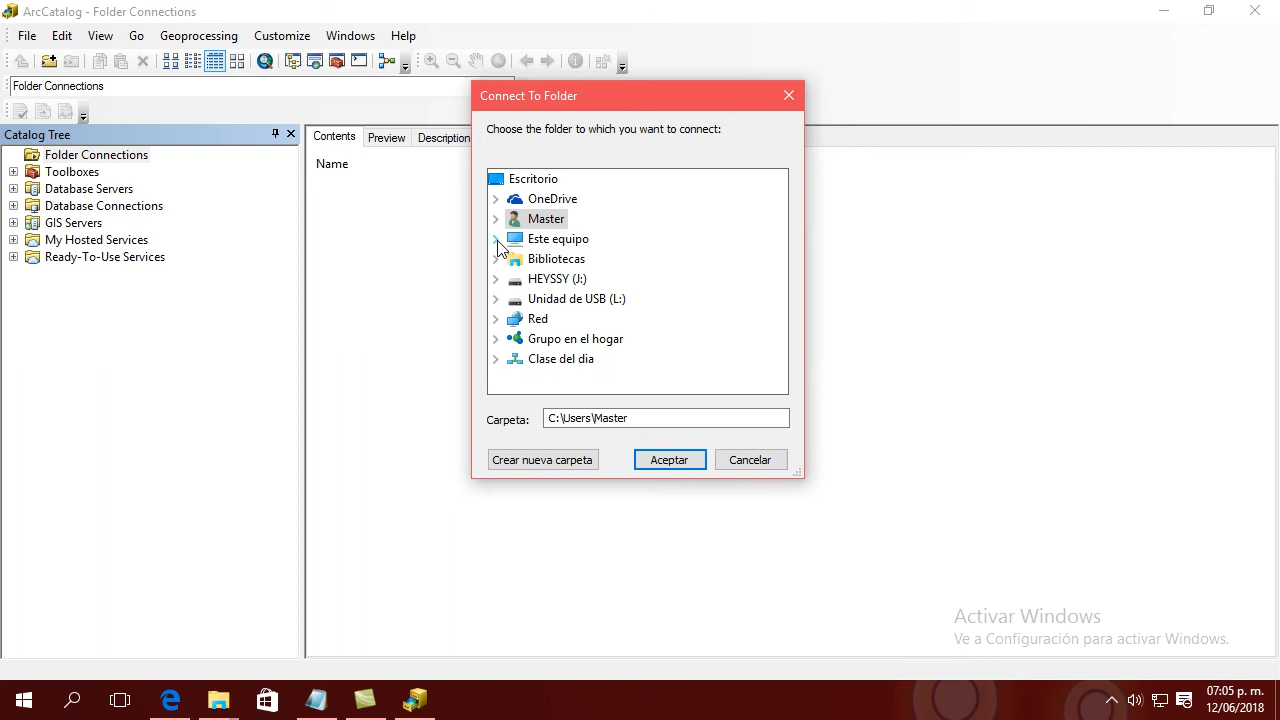 ArcCatalog - Folder Connections
File Edit View Go Geoprocessing Customize Windows Help
Folder Connections
Catalog Tree
Folder Connections
Toolboxes
Database Servers
Database Connections
GIS Servers
My Hosted Services
Ready-To-Use Services
Contents Preview Description
Name
Connect To Folder
Choose the folder to which you want to connect:
Escritorio
OneDrive
Master
Este equipo
Bibliotecas
HEYSSY (J:)
Unidad de USB (L:)
Red
Grupo en el hogar
Clase del dia
Carpeta: C:\Users\Master
Crear nueva carpeta Aceptar Cancelar
Activar Windows
Ve a Configuración para activar Windows.
07:05 p. m.
12/06/2018